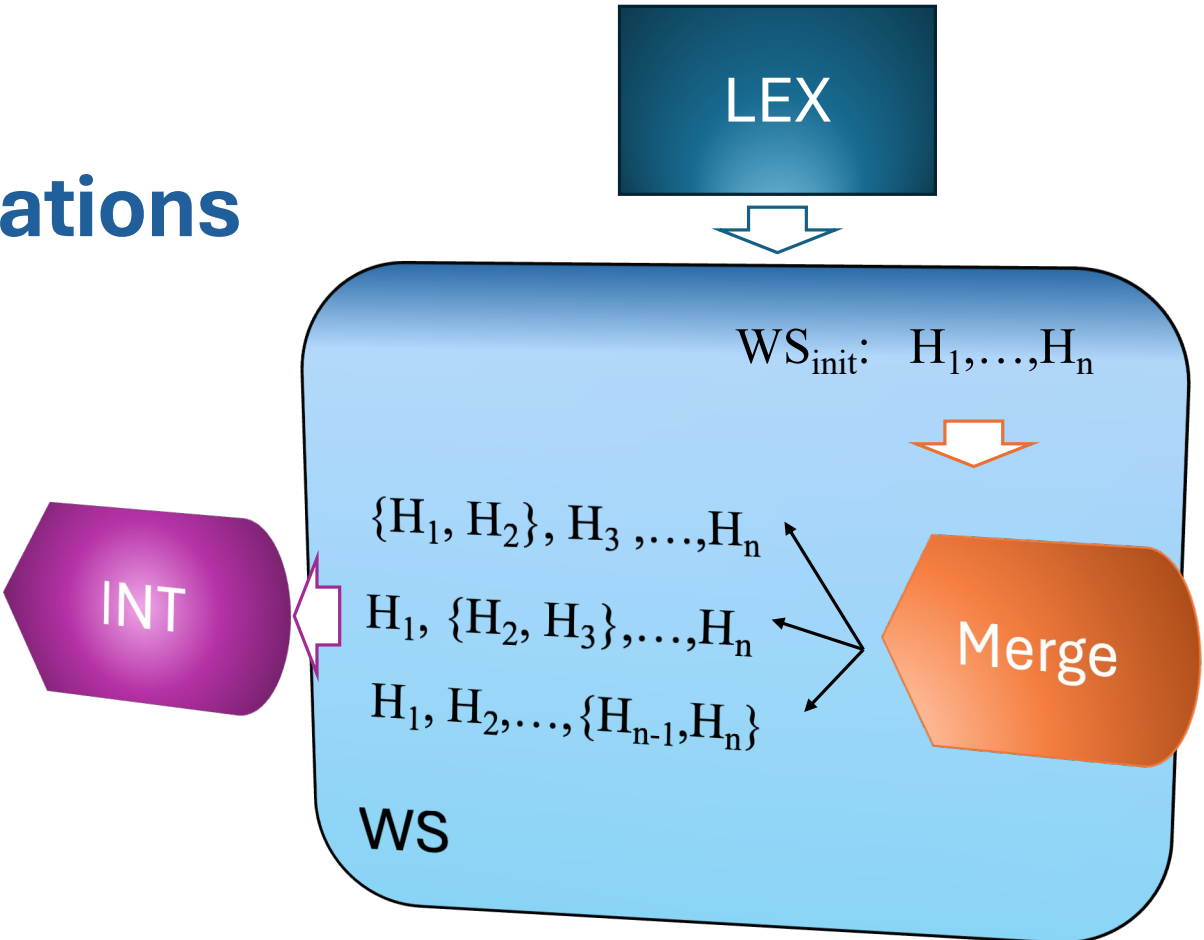 LEX
ations
WSinit: H1,…,Hn
{H1, H2}, H3 ,…,Hn
H1, {H2, H3},…,Hn
H1, H2,…,{Hn-1,Hn}
INT
Merge
WS